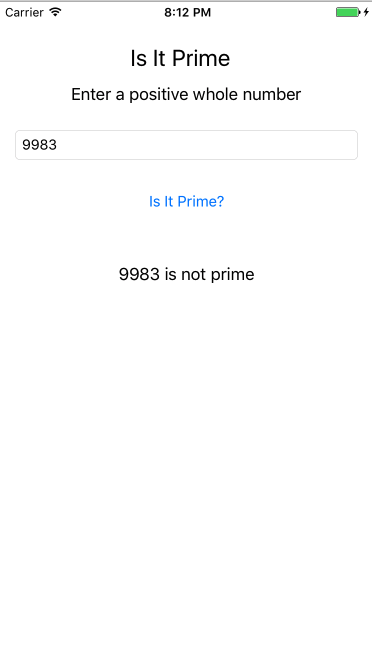 Carrier 8:12 PM
Is It Prime
Enter a positive whole number
9983
Is It Prime?
9983 is not prime